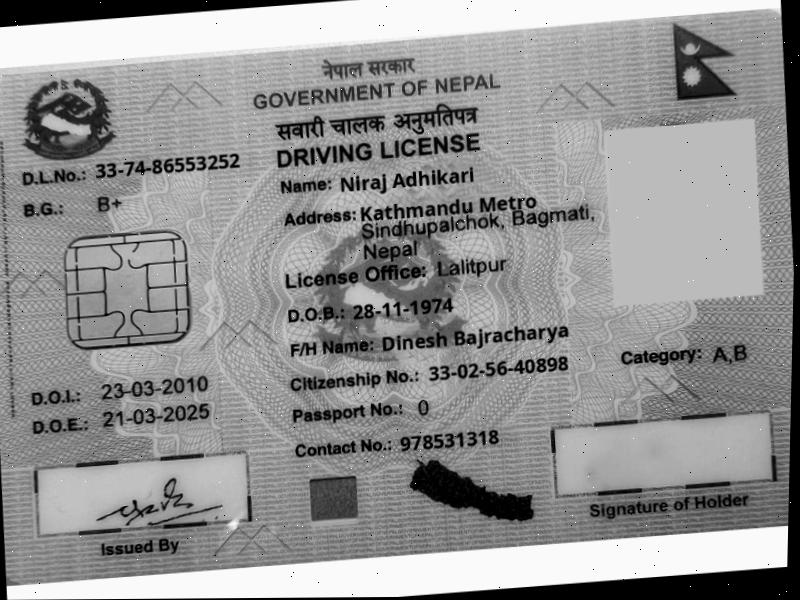 नेपाल सरकार
GOVERNMENT OF NEPAL
सवारी चालक अनुमतिपत्र
DRIVING LICENSE
D.L.No.: 33-74-86553252
B.G.: B+
Name: Niraj Adhikari
Address: Kathmandu Metro
Sindhupalchok, Bagmati,
Nepal
License Office: Lalitpur
D.O.B.: 28-11-1974
F/H Name: Dinesh Bajracharya
Citizenship No.: 33-02-56-40898
Category: A,B
D.O.I.: 23-03-2010
Passport No.: 0
D.O.E.: 21-03-2025
Contact No.: 978531318
Issued By
Signature of Holder